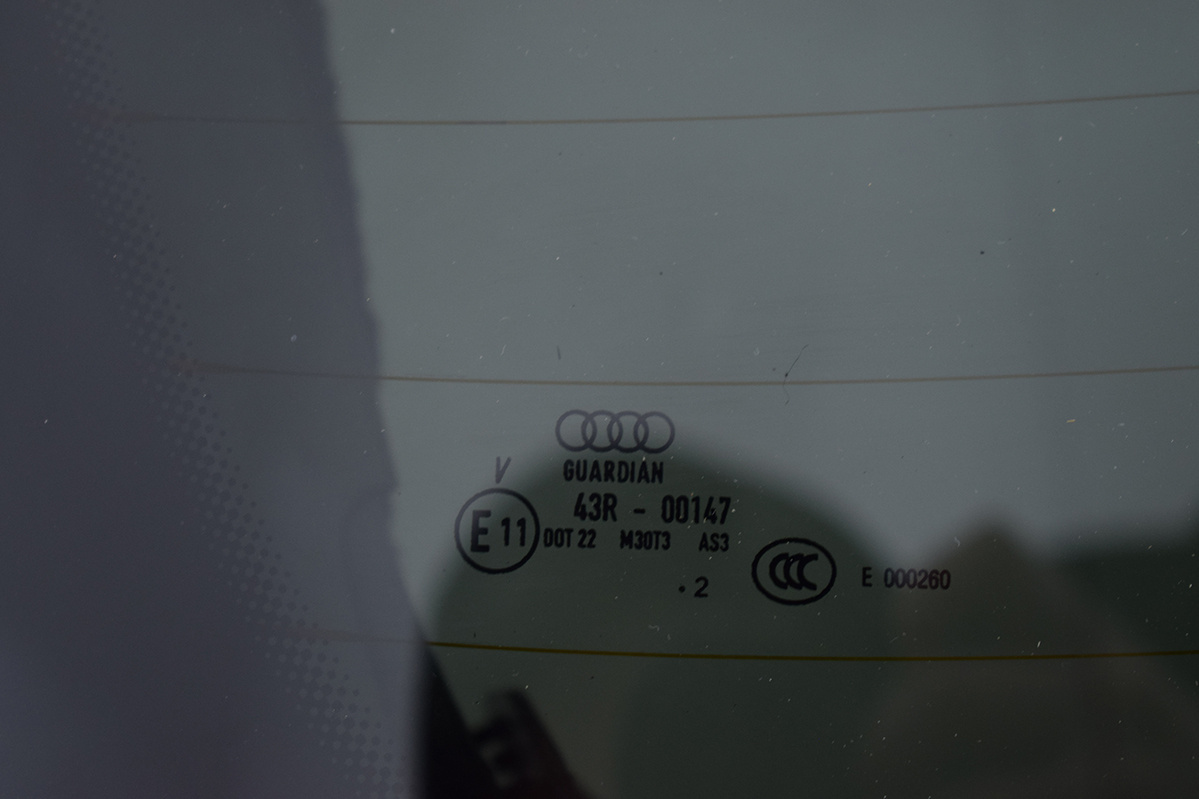 GUARDIAN
V
43R - 00147
E 11
DOT 22 M30T3 AS3
CCC
E 000260
. 2